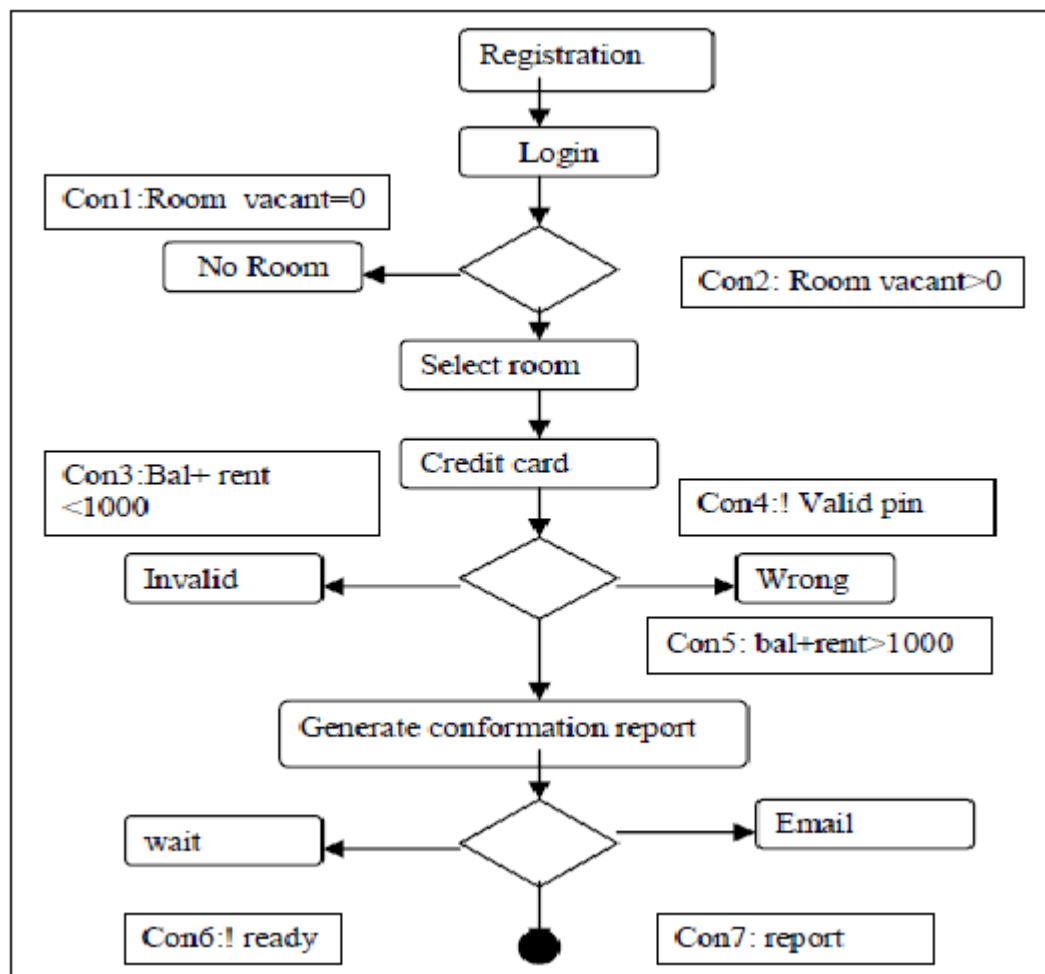 Registration
Login
Con1:Room vacant=0
No Room
Con2: Room vacant>0
Select room
Credit card
Con3:Bal+ rent
<1000
Con4:! Valid pin
Invalid
Wrong
Con5: bal+rent>1000
Generate conformation report
Email
wait
Con6:! ready
Con7: report